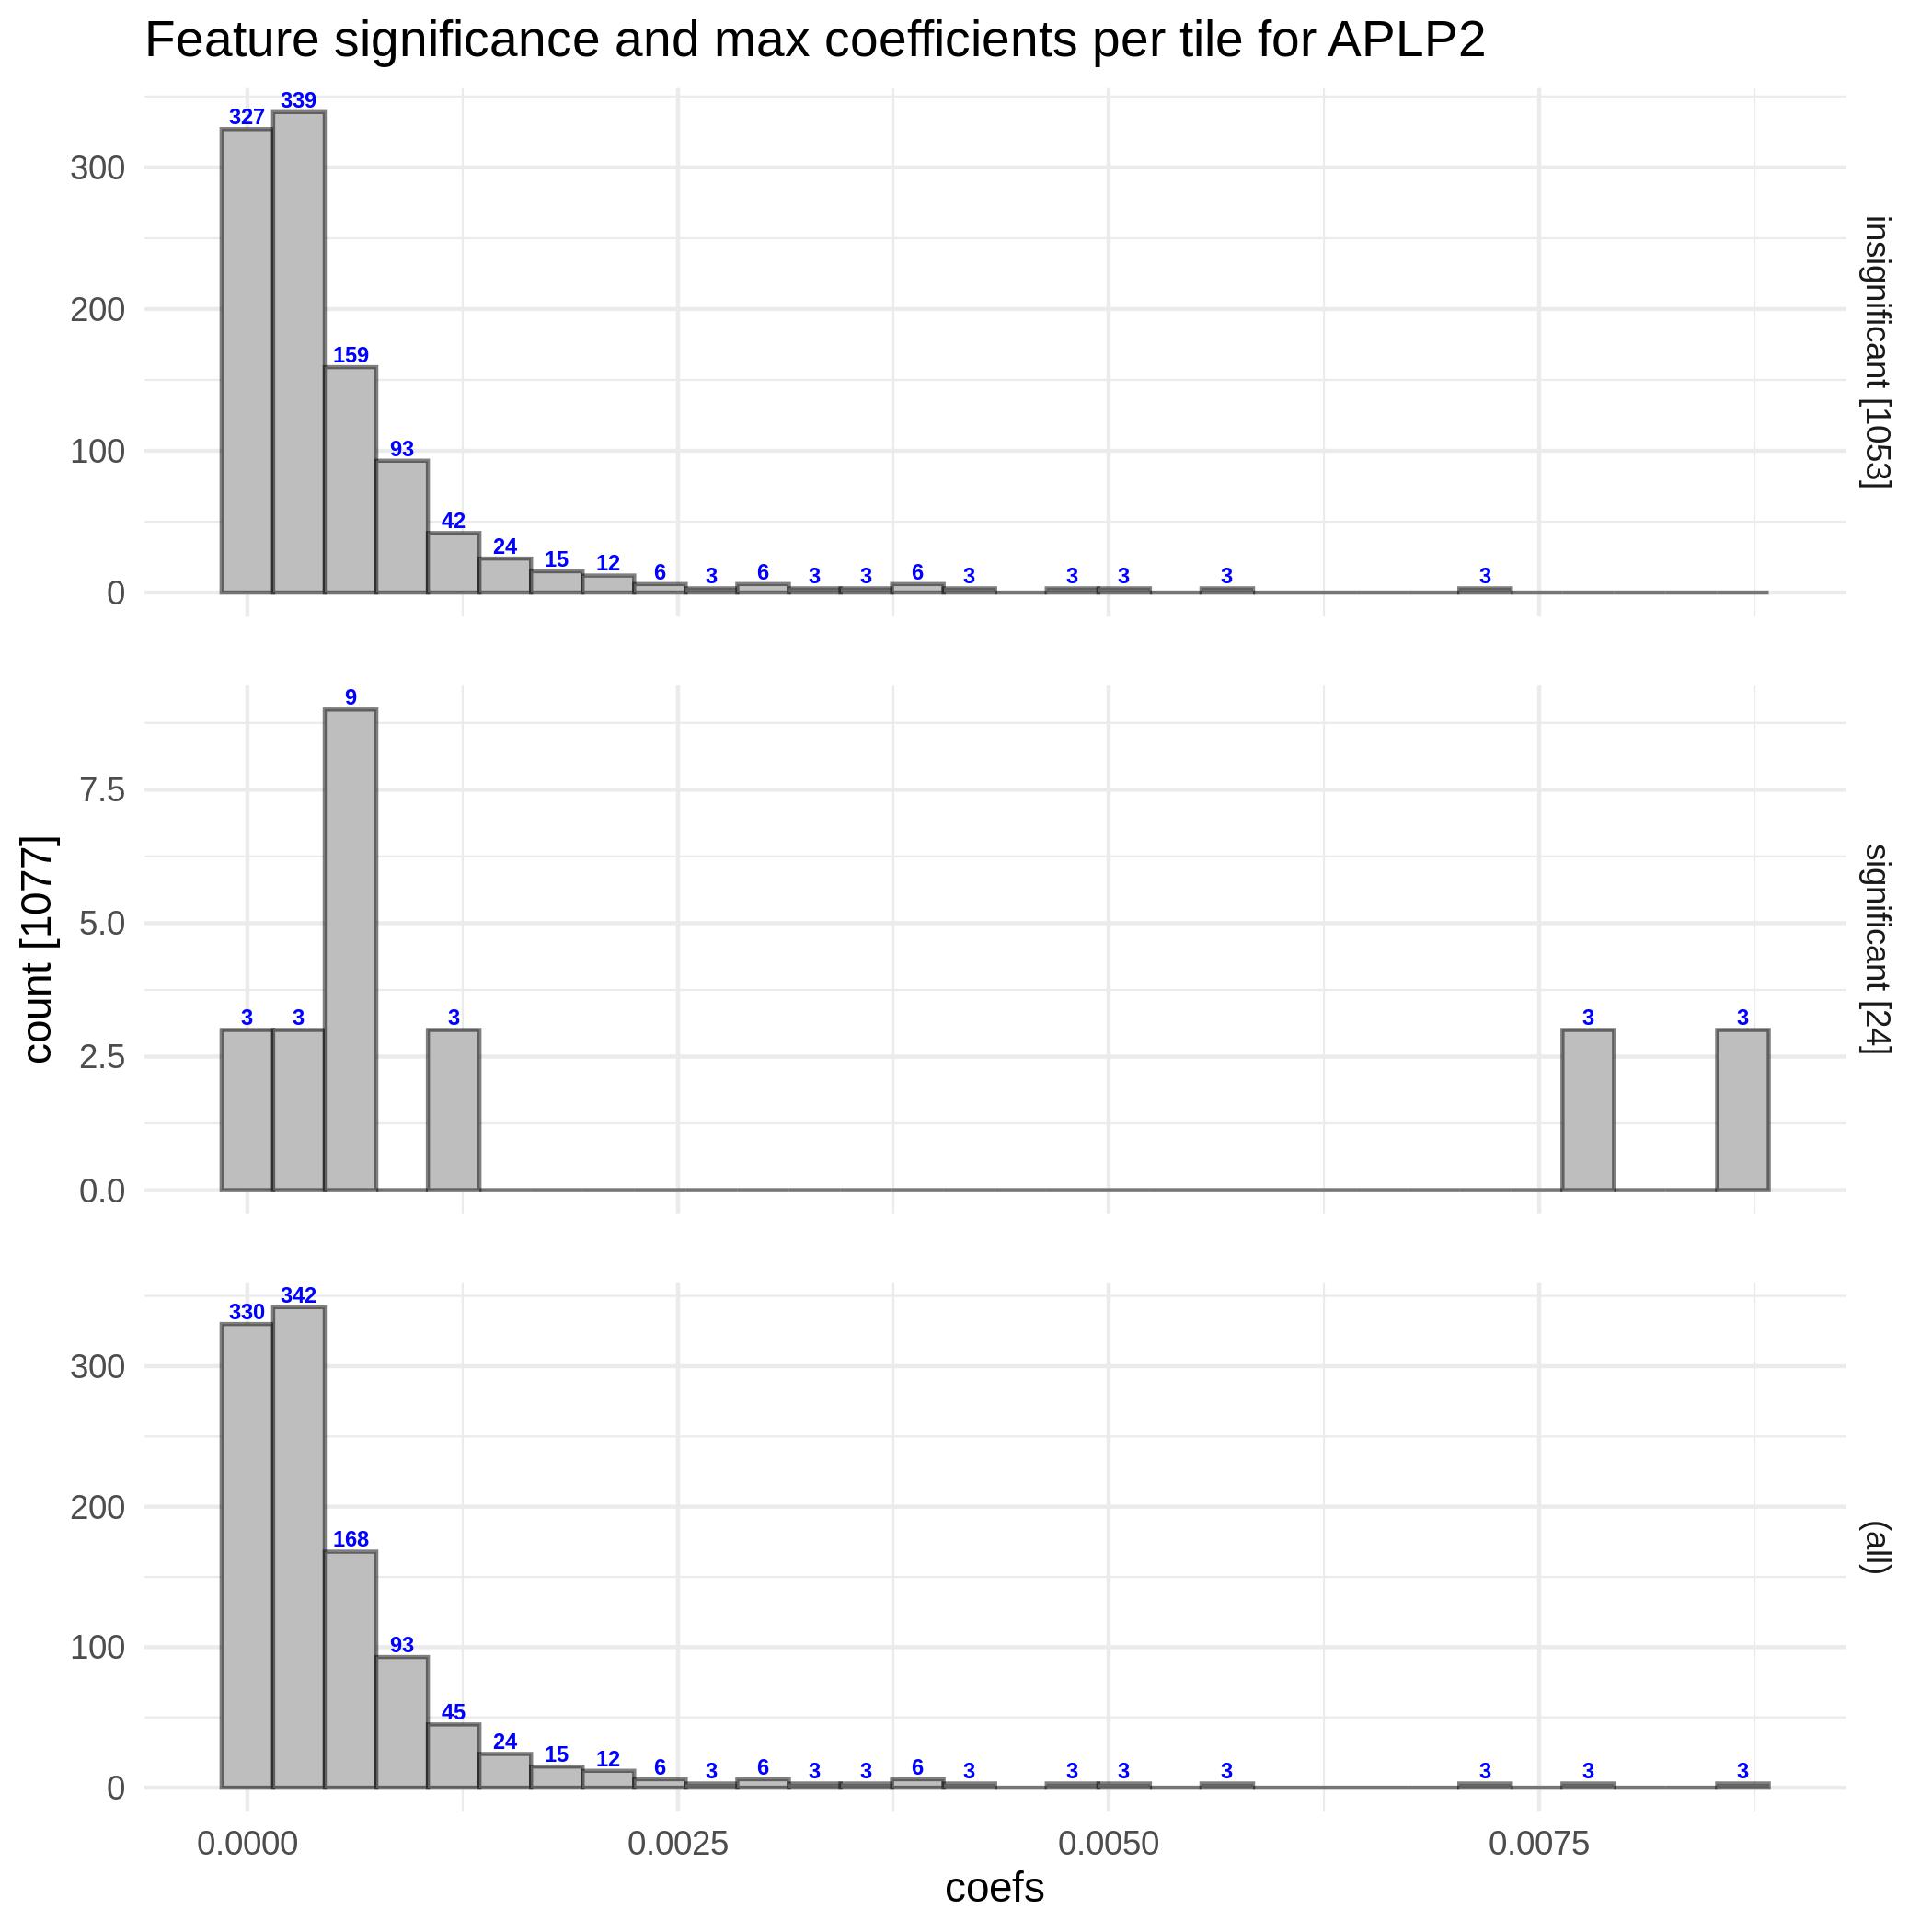 Feature significance and max coefficients per tile for APLP2
327 339 159 93 42 24 15 12 6 3 6 3 3 6 3 3 3 3 3
300
200
100
0
insignificant [1053]
9
3 3 3 3 3
7.5
5.0
2.5
0.0
significant [24]
count [1077]
330 342 168 93 45 24 15 12 6 3 6 3 3 6 3 3 3 3 3 3 3
300
200
100
0
(all)
0.0000 0.0025 0.0050 0.0075
coefs